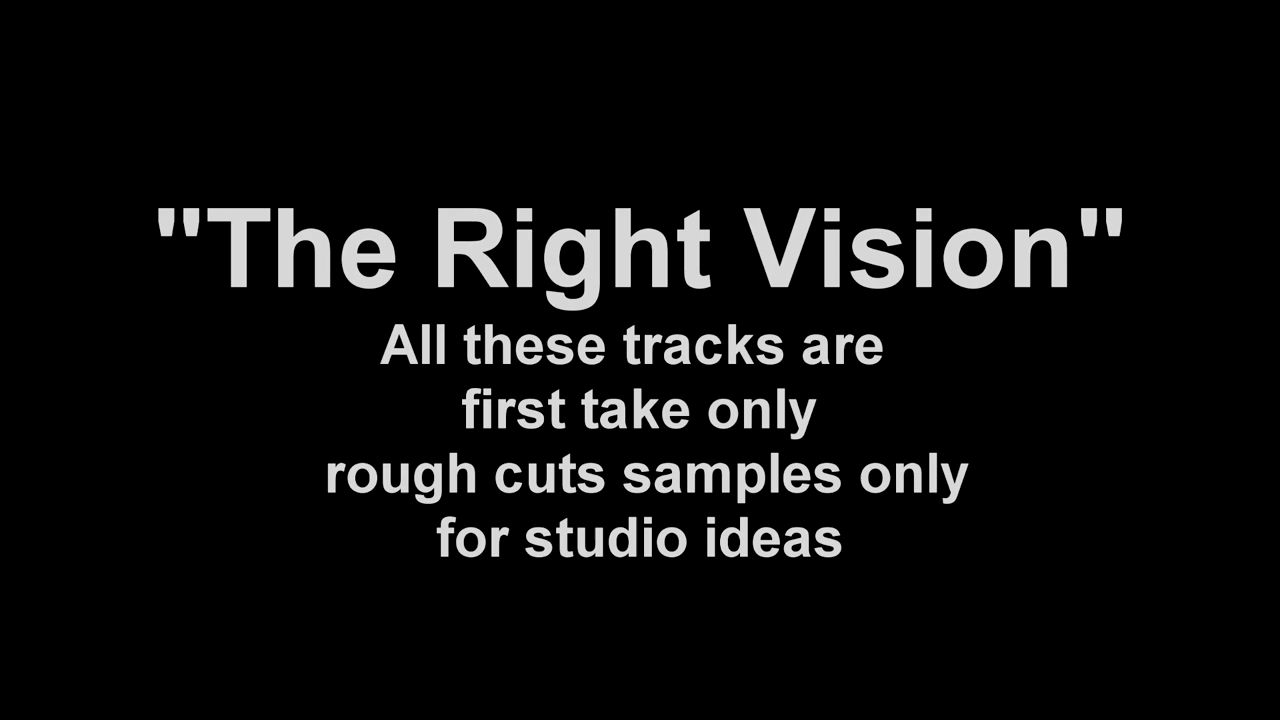 "The Right Vision"
All these tracks are
first take only
rough cuts samples only
for studio ideas